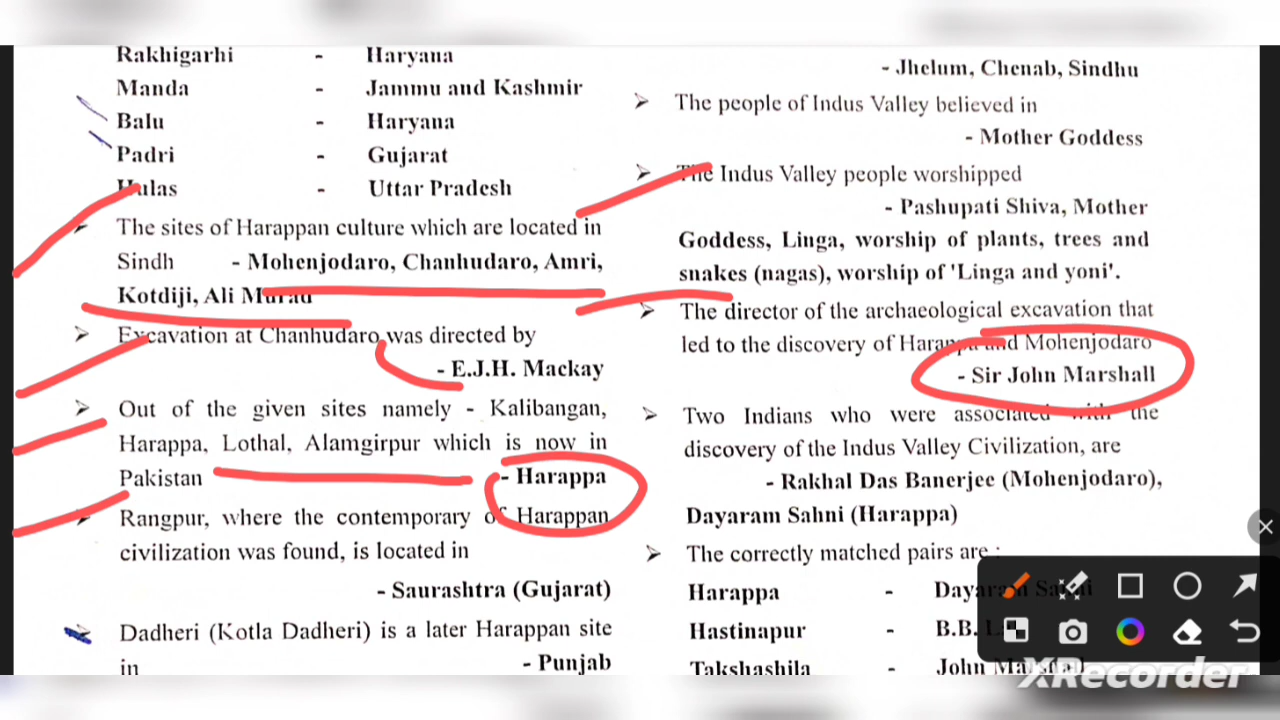 Rakhigarhi - Haryana
Manda - Jammu and Kashmir
Balu - Haryana
Padri - Gujarat
Hulas - Uttar Pradesh
The sites of Harappan culture which are located in
Sindh - Mohenjodaro, Chanhudaro, Amri,
Kotdiji, Ali Murad
Excavation at Chanhudaro was directed by
- E.J.H. Mackay
Out of the given sites namely - Kalibangan,
Harappa, Lothal, Alamgirpur which is now in
Pakistan - Harappa
Rangpur, where the contemporary of Harappan
civilization was found, is located in
- Saurashtra (Gujarat)
Dadheri (Kotla Dadheri) is a later Harappan site
in - Punjab
- Jhelum, Chenab, Sindhu
The people of Indus Valley believed in
- Mother Goddess
The Indus Valley people worshipped
- Pashupati Shiva, Mother
Goddess, Linga, worship of plants, trees and
snakes (nagas), worship of 'Linga and yoni'.
The director of the archaeological excavation that
led to the discovery of Harappa and Mohenjodaro
- Sir John Marshall
Two Indians who were associated with the
discovery of the Indus Valley Civilization, are
- Rakhal Das Banerjee (Mohenjodaro),
Dayaram Sahni (Harappa)
The correctly matched pairs are :
Harappa - Dayaram Sahni
Hastinapur - B.B.
Takshashila - John Marshall
XRecorder